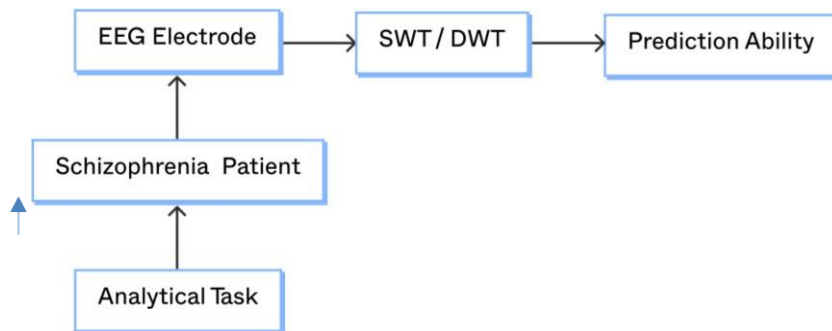 EEG Electrode
SWT / DWT
Prediction Ability
Schizophrenia Patient
Analytical Task